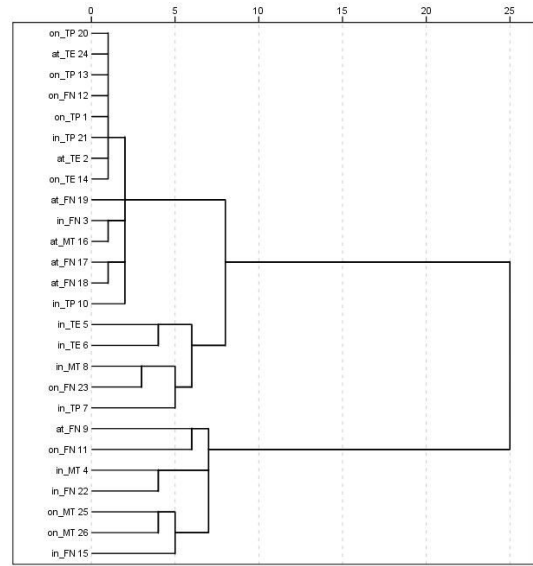 0 5 10 15 20 25
on_TP 20
at_TE 24
on_TP 13
on_FN 12
on_TP 1
in_TP 21
at_TE 2
on_TE 14
at_FN 19
in_FN 3
at_MT 16
at_FN 17
at_FN 18
in_TP 10
in_TE 5
in_TE 6
in_MT 8
on_FN 23
in_TP 7
at_FN 9
on_FN 11
in_MT 4
in_FN 22
on_MT 25
on_MT 26
in_FN 15